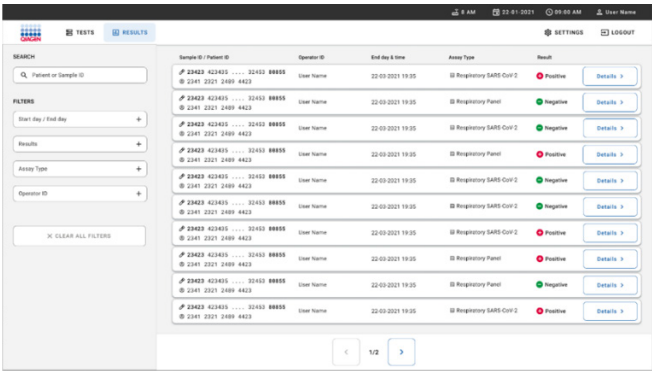 8 AM 22-01-2021 09:00 AM User Name
QIAGEN TESTS RESULTS SETTINGS LOGOUT
SEARCH
Patient or Sample ID
FILTERS
Start day / End day +
Results +
Assay Type +
Operator ID +
CLEAR ALL FILTERS
Sample ID / Patient ID Operator ID End day & time Assay Type Result
23423 423435 .... 32453 88855
2341 2321 2489 4423
User Name 22-03-2021 19:35 Respiratory SARS-CoV-2 Positive Details >
23423 423435 .... 32453 88855
2341 2321 2489 4423
User Name 22-03-2021 19:35 Respiratory Panel Negative Details >
23423 423435 .... 32453 88855
2341 2321 2489 4423
User Name 22-03-2021 19:35 Respiratory SARS-CoV-2 Negative Details >
23423 423435 .... 32453 88855
2341 2321 2489 4423
User Name 22-03-2021 19:35 Respiratory Panel Positive Details >
23423 423435 .... 32453 88855
2341 2321 2489 4423
User Name 22-03-2021 19:35 Respiratory SARS-CoV-2 Negative Details >
23423 423435 .... 32453 88855
2341 2321 2489 4423
User Name 22-03-2021 19:35 Respiratory SARS-CoV-2 Negative Details >
23423 423435 .... 32453 88855
2341 2321 2489 4423
User Name 22-03-2021 19:35 Respiratory SARS-CoV-2 Positive Details >
23423 423435 .... 32453 88855
2341 2321 2489 4423
User Name 22-03-2021 19:35 Respiratory Panel Positive Details >
23423 423435 .... 32453 88855
2341 2321 2489 4423
User Name 22-03-2021 19:35 Respiratory Panel Negative Details >
23423 423435 .... 32453 88855
2341 2321 2489 4423
User Name 22-03-2021 19:35 Respiratory SARS-CoV-2 Positive Details >
< 1/2 >